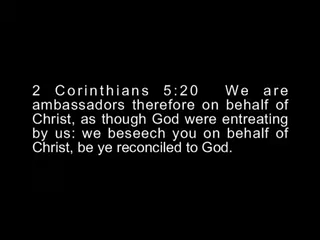 2 Corinthians 5:20 We are
ambassadors therefore on behalf of
Christ, as though God were entreating
by us: we beseech you on behalf of
Christ, be ye reconciled to God.